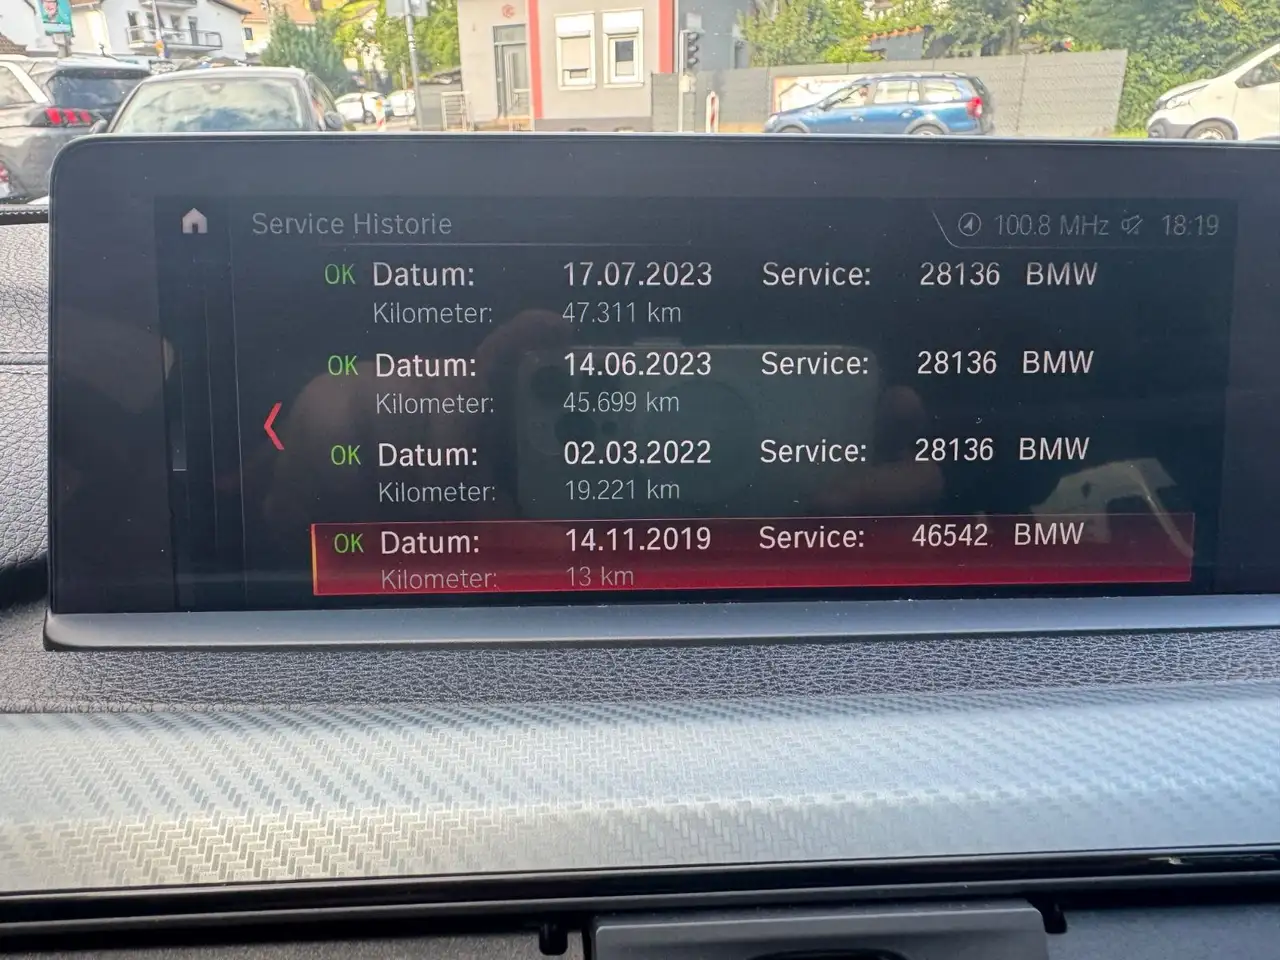 Service Historie 100.8 MHz 18:19
OK Datum: 17.07.2023 Service: 28136 BMW
Kilometer: 47.311 km
OK Datum: 14.06.2023 Service: 28136 BMW
Kilometer: 45.699 km
OK Datum: 02.03.2022 Service: 28136 BMW
Kilometer: 19.221 km
OK Datum: 14.11.2019 Service: 46542 BMW
Kilometer: 13 km